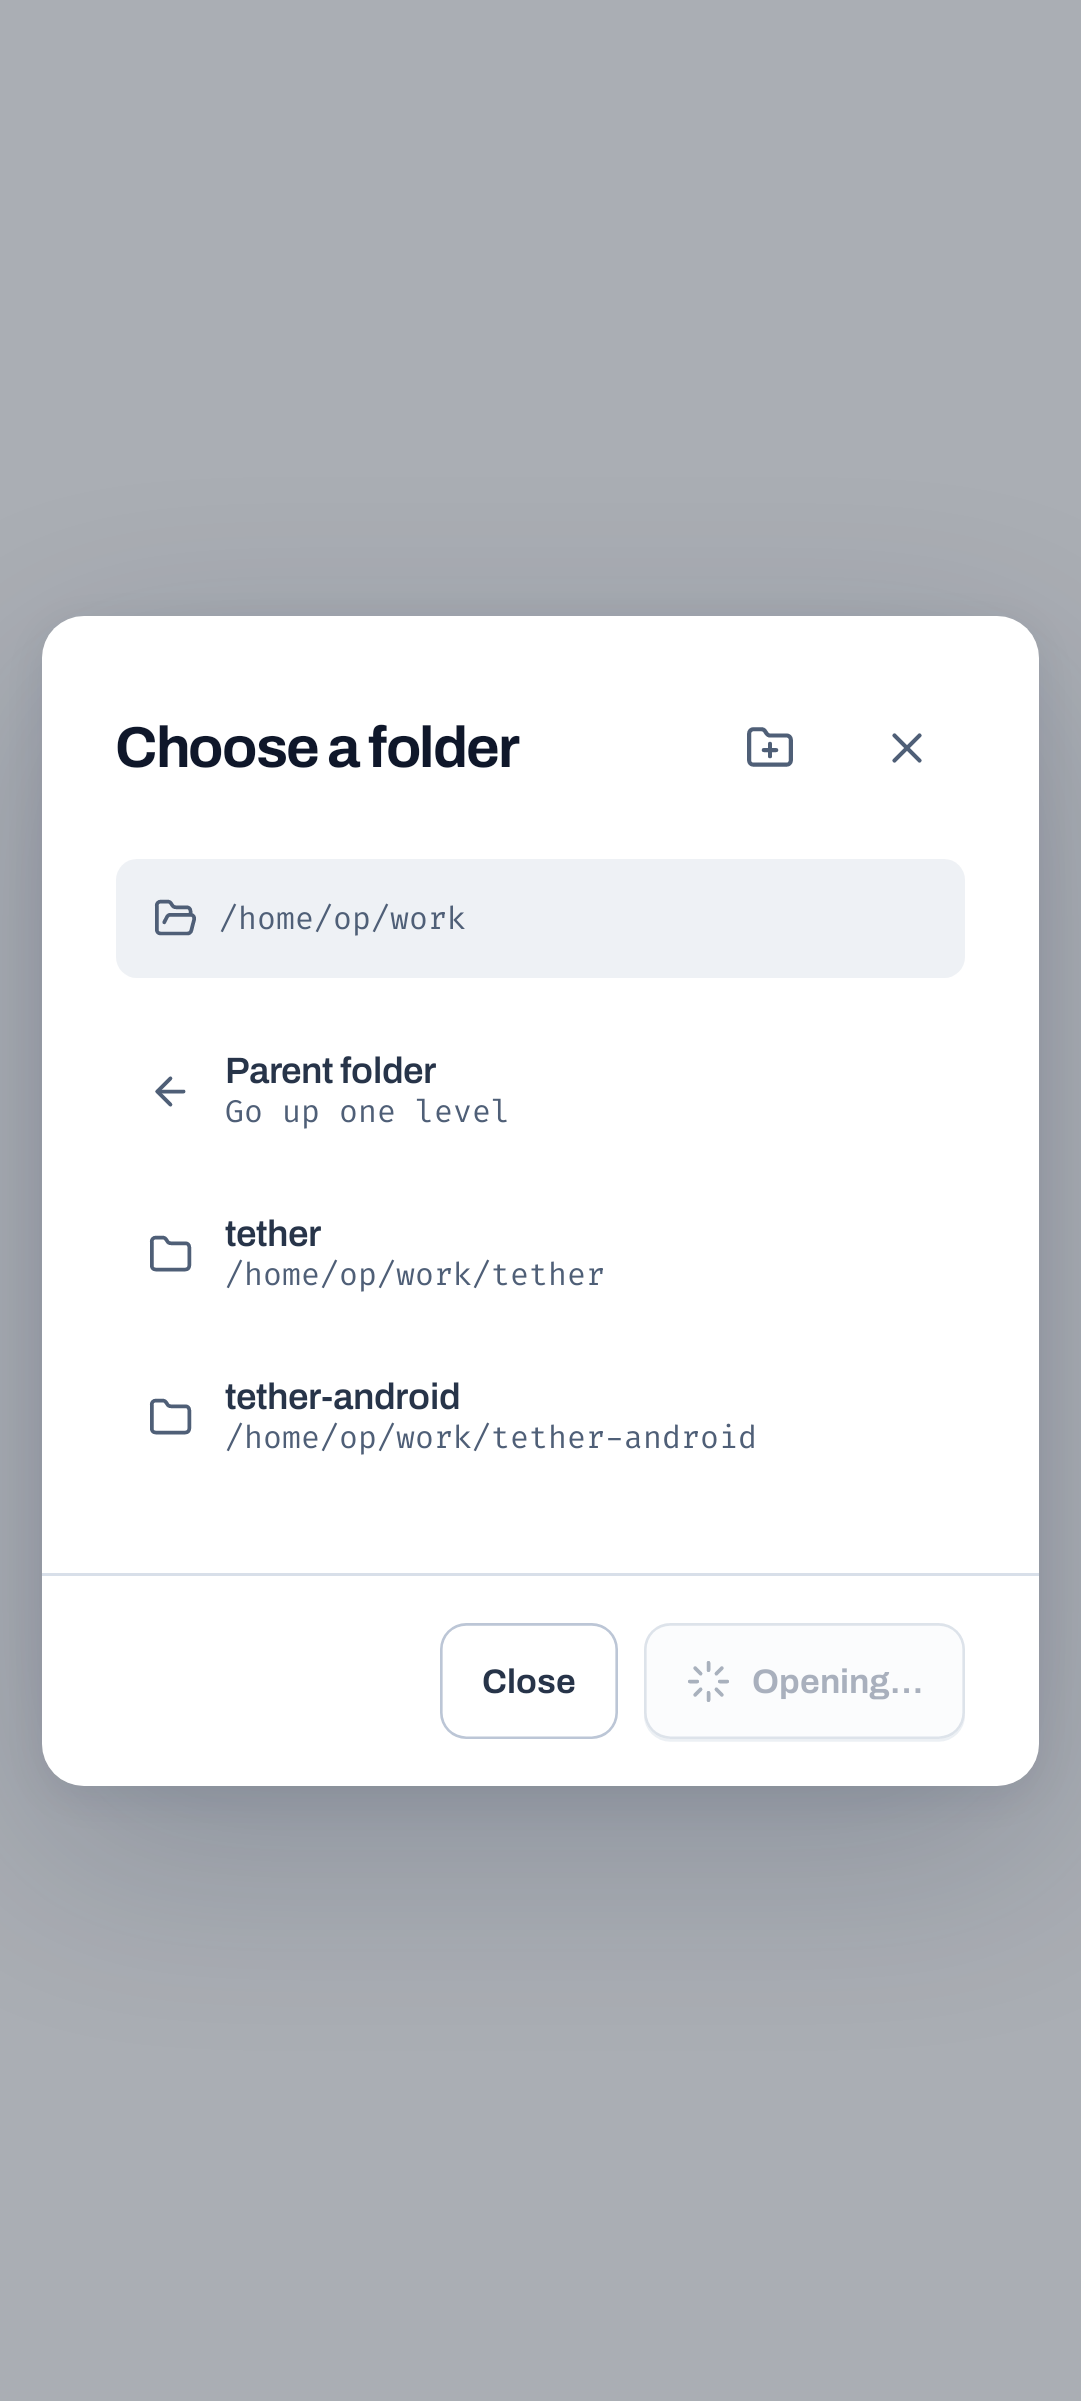 Choose a folder
/home/op/work
Parent folder
Go up one level
tether
/home/op/work/tether
tether-android
/home/op/work/tether-android
Close
Opening...